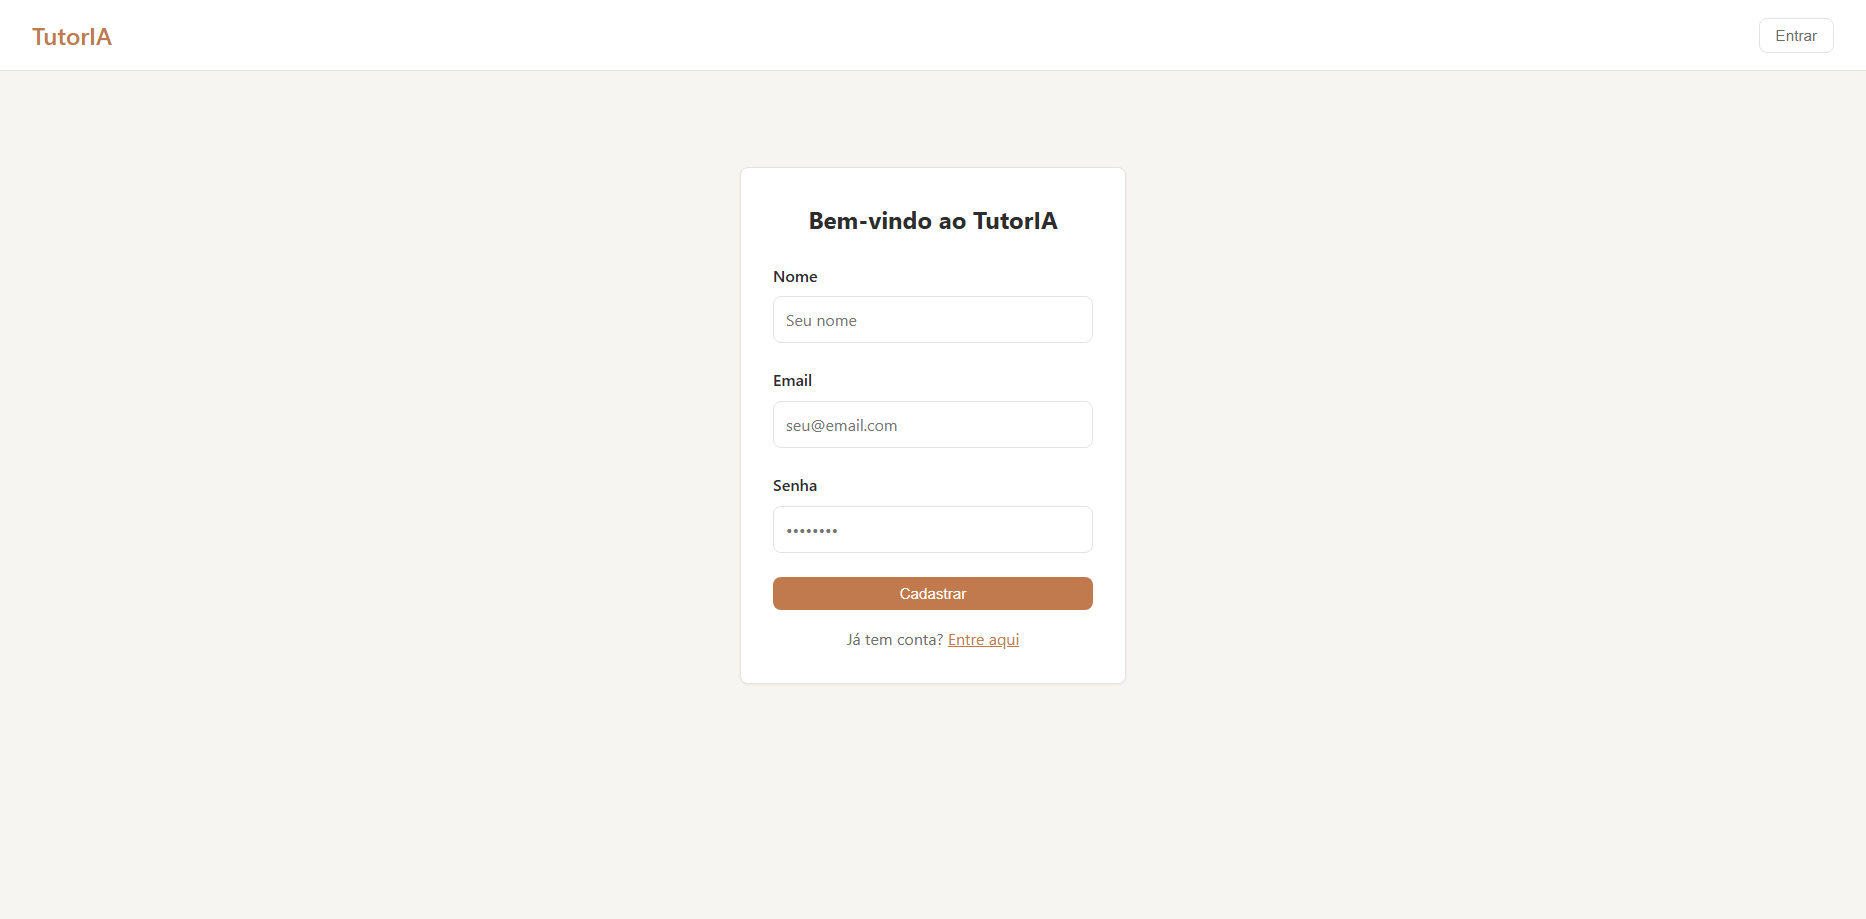 TutorIA
Entrar
Bem-vindo ao TutorIA
Nome
Seu nome
Email
seu@email.com
Senha
••••••••
Cadastrar
Já tem conta? Entre aqui